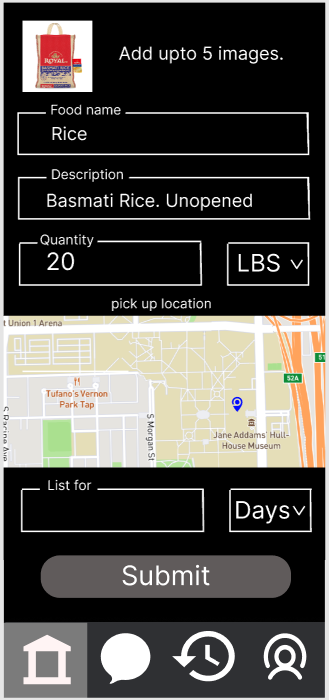 ROYAL
BASMATI RICE
Add upto 5 images.
Food name
Rice
Description
Basmati Rice. Unopened
Quantity
20
LBS
pick up location
t Union 1 Arena
51
52A
Tufano's Vernon
Park Tap
S Racine Ave
S Morgan St
Jane Addams' Hull-
House Museum
List for
Days
Submit